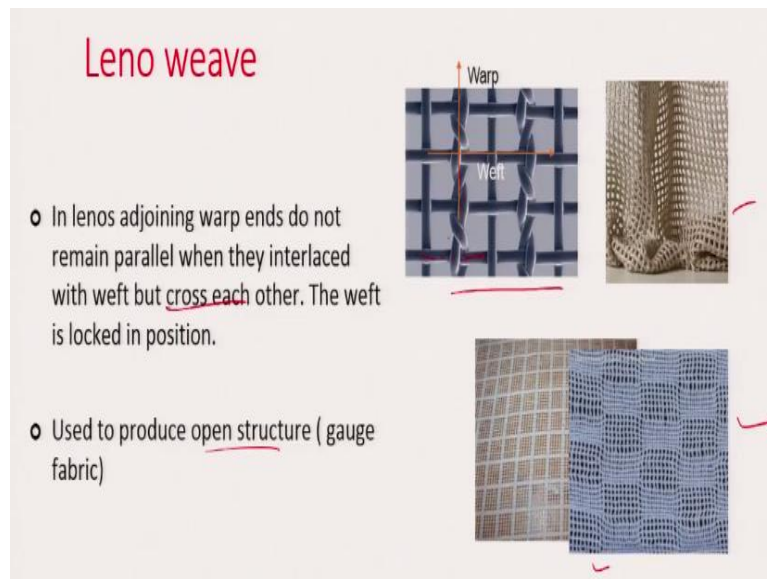 Leno weave
Warp
Weft
In lenos adjoining warp ends do not
remain parallel when they interlaced
with weft but cross each other. The weft
is locked in position.
Used to produce open structure ( gauge
fabric)